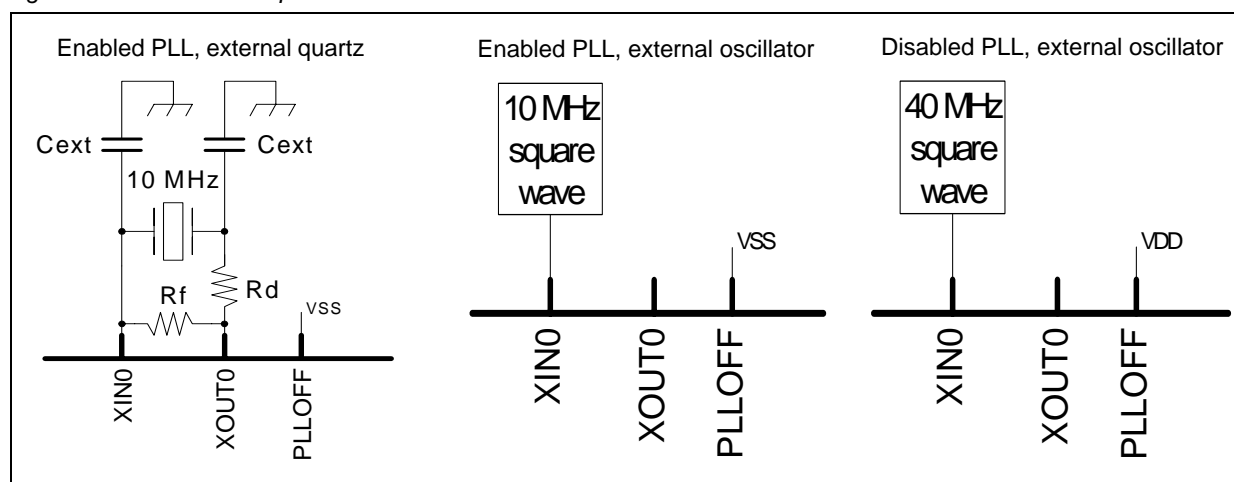 Enabled PLL, external quartz
Cext
Cext
10 MHz
Rf
Rd
VSS
XIN0
XOUT0
PLLOFF
Enabled PLL, external oscillator
10 MHz
square
wave
VSS
XIN0
XOUT0
PLLOFF
Disabled PLL, external oscillator
40 MHz
square
wave
VDD
XIN0
XOUT0
PLLOFF